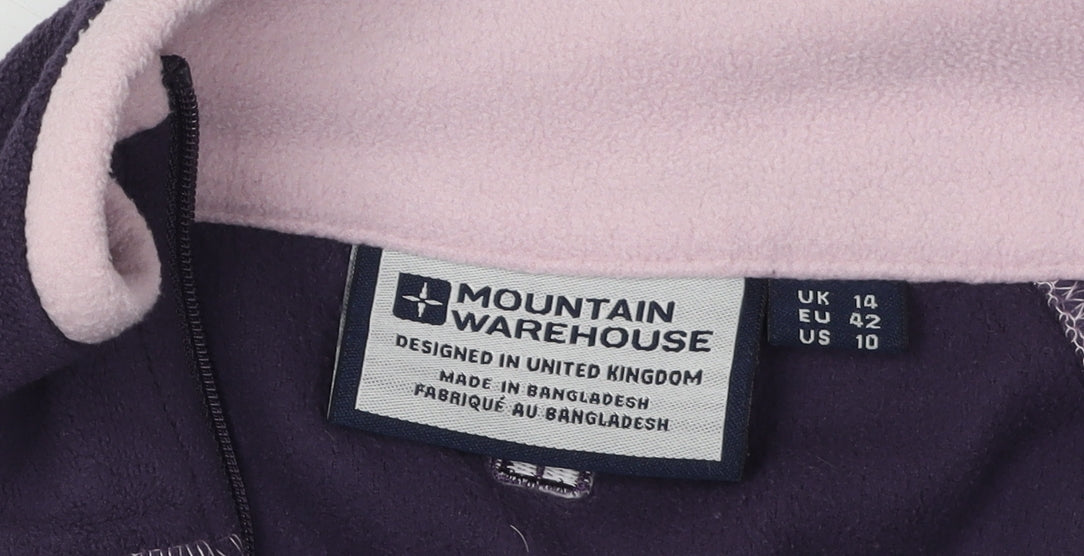 MOUNTAIN
WAREHOUSE
DESIGNED IN UNITED KINGDOM
MADE IN BANGLADESH
FABRIQUÉ AU BANGLADESH
UK 14
EU 42
US 10